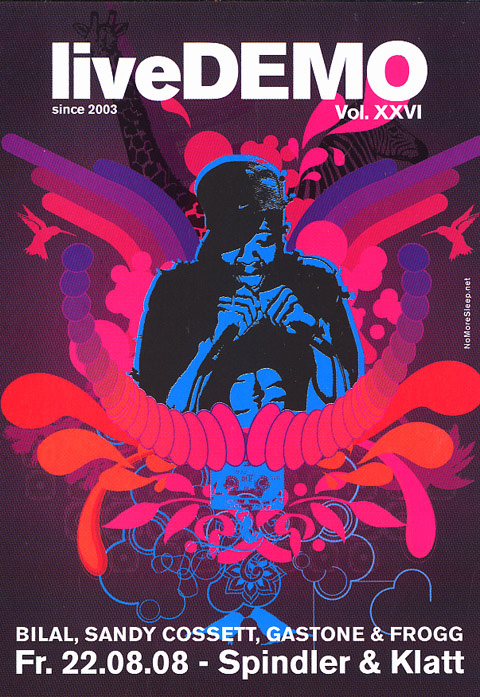 liveDEMO
since 2003
Vol. XXVI
NoMoreSleep.net
BILAL, SANDY COSSETT, GASTONE & FROGG
Fr. 22.08.08 - Spindler & Klatt